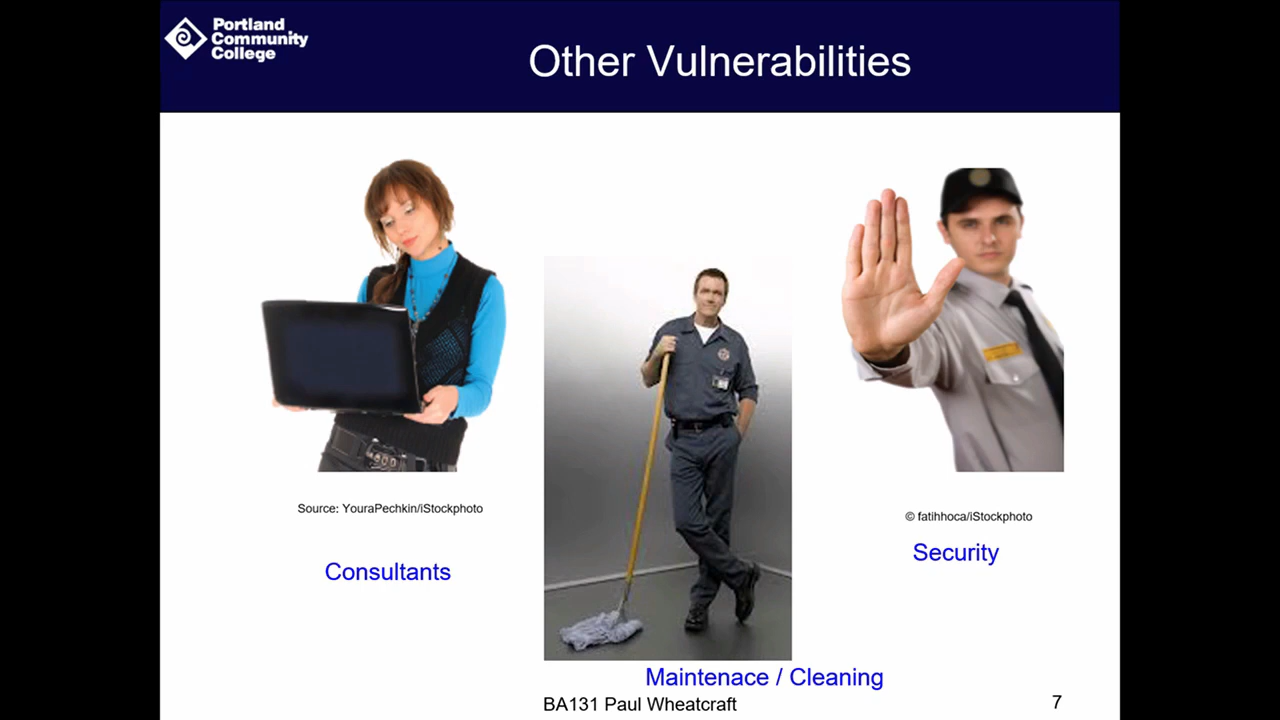 Portland
Community
College
Other Vulnerabilities
Source: YouraPechkin/iStockphoto
© fatihhoca/iStockphoto
Consultants
Security
Maintenace / Cleaning
BA131 Paul Wheatcraft
7